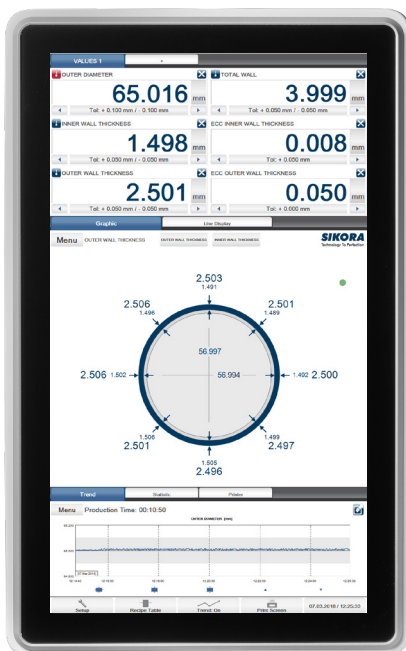 VALUES 1 +
OUTER DIAMETER
65.016 mm
Tol: + 0.100 mm / - 0.100 mm
TOTAL WALL
3.999 mm
Tol: + 0.050 mm / - 0.050 mm
INNER WALL THICKNESS
1.498 mm
Tol: + 0.050 mm / - 0.050 mm
ECC INNER WALL THICKNESS
0.008 mm
Tol: + 0.050 mm
OUTER WALL THICKNESS
2.501 mm
Tol: + 0.050 mm / - 0.050 mm
ECC OUTER WALL THICKNESS
0.050 mm
Tol: + 0.000 mm
Graphic Line Display
Menu OUTER WALL THICKNESS OUTER WALL THICKNESS INNER WALL THICKNESS
SIKORA
Technology To Perfection
2.503
1.491
2.506 2.501
1.496 1.489
56.997
2.506 1.502 56.994 1.492 2.500
1.506 1.499
2.501 2.497
1.505
2.496
Trend Statistic Printer
Menu Production Time: 00:10:50
OUTER DIAMETER [mm]
Setup Recipe Table Trend: On Print Screen 07.03.2019 / 12:25:33